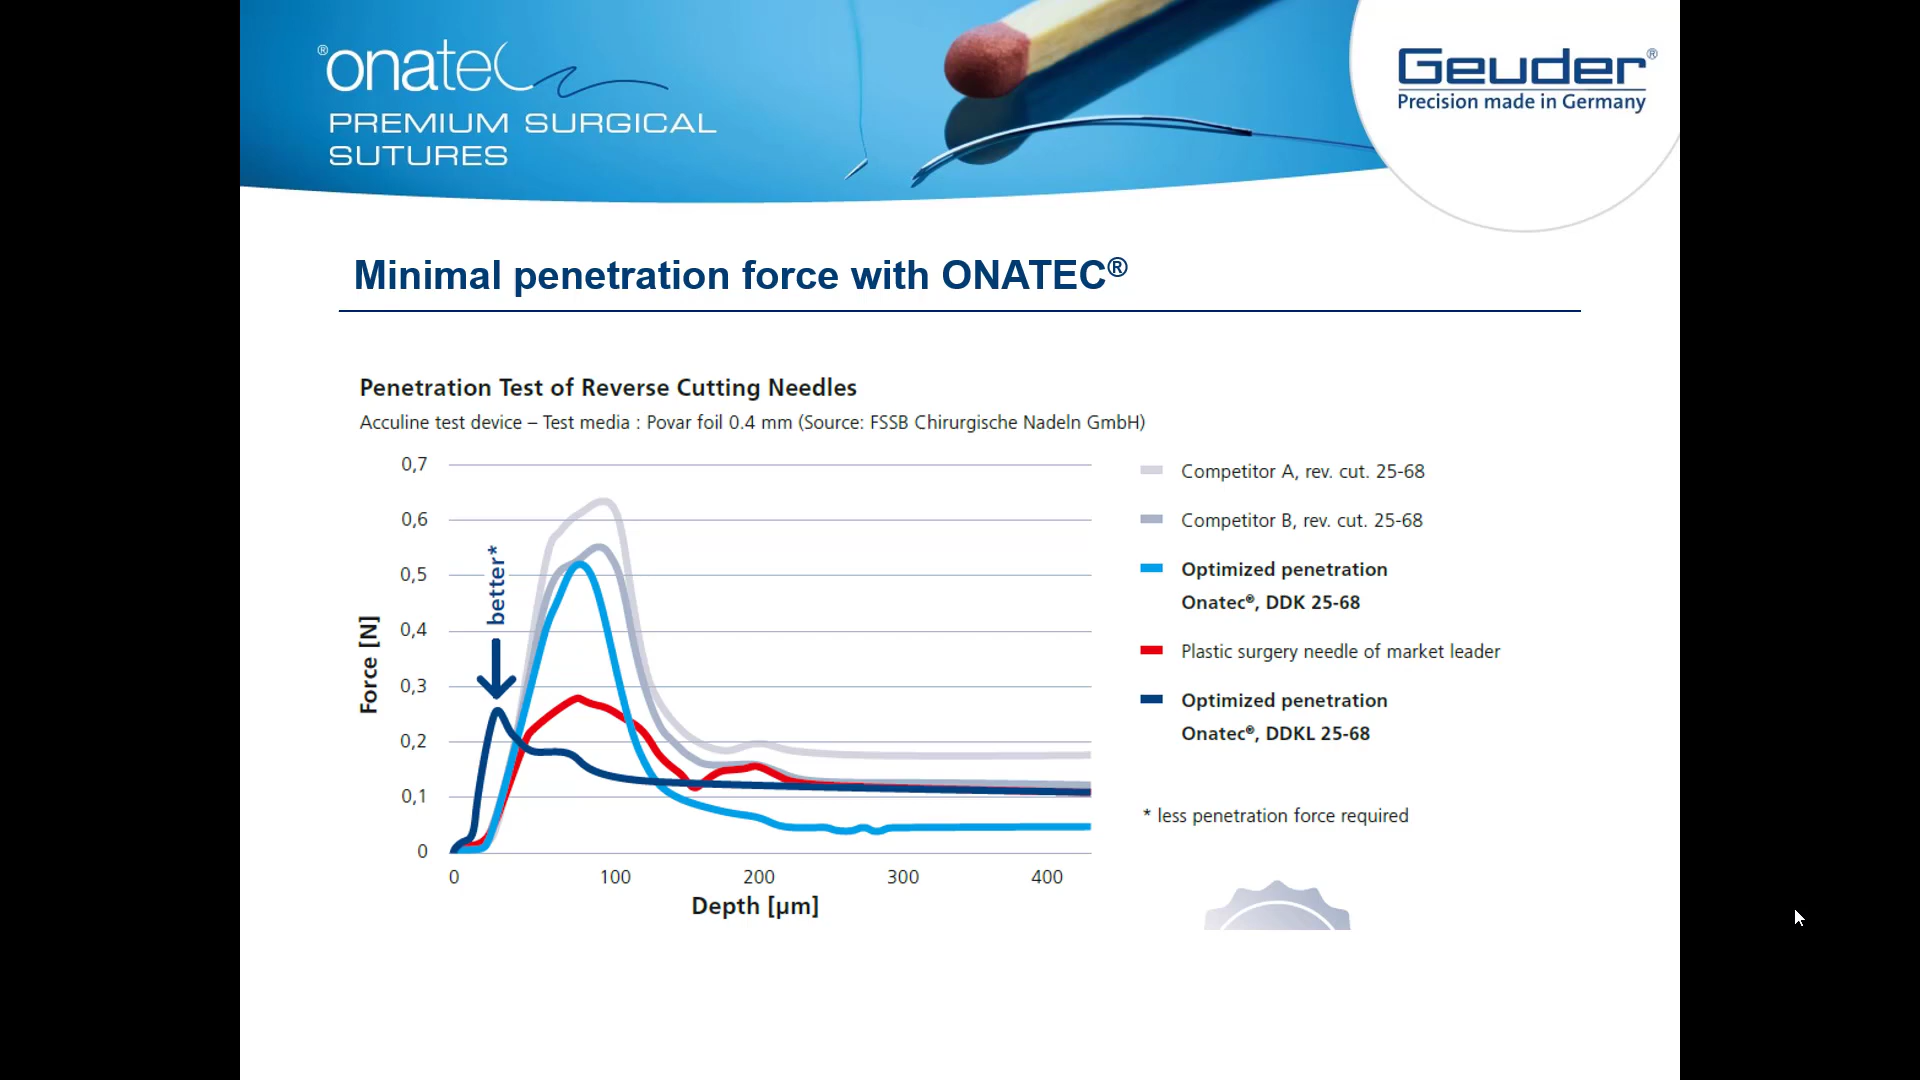 ®onatec
PREMIUM SURGICAL
SUTURES
Geuder®
Precision made in Germany
Minimal penetration force with ONATEC®
Penetration Test of Reverse Cutting Needles
Acculine test device – Test media : Povar foil 0.4 mm (Source: FSSB Chirurgische Nadeln GmbH)
0,7
0,6
0,5
0,4
0,3
0,2
0,1
0
Force [N]
better*
0 100 200 300 400
Depth [µm]
Competitor A, rev. cut. 25-68
Competitor B, rev. cut. 25-68
Optimized penetration
Onatec®, DDK 25-68
Plastic surgery needle of market leader
Optimized penetration
Onatec®, DDKL 25-68
* less penetration force required